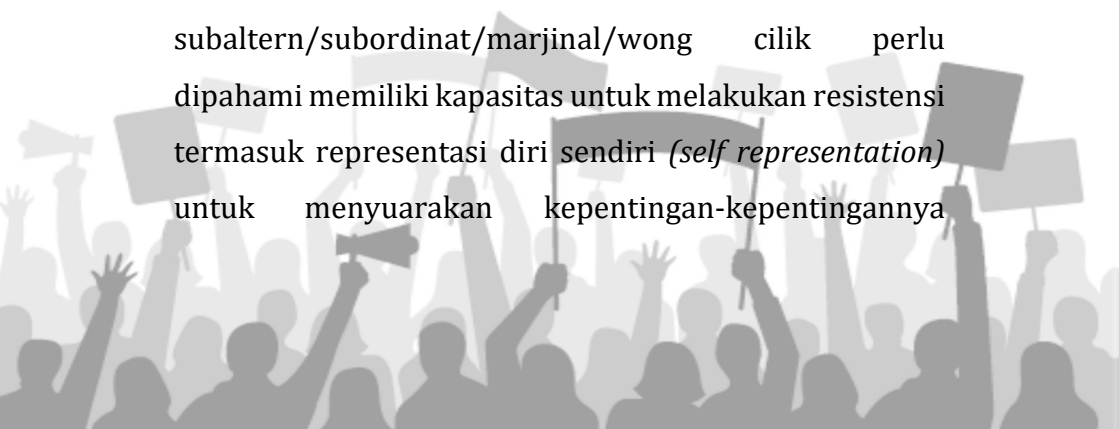 subaltern/subordinat/marjinal/wong cilik perlu
dipahami memiliki kapasitas untuk melakukan resistensi
termasuk representasi diri sendiri (self representation)
untuk menyuarakan kepentingan-kepentingannya